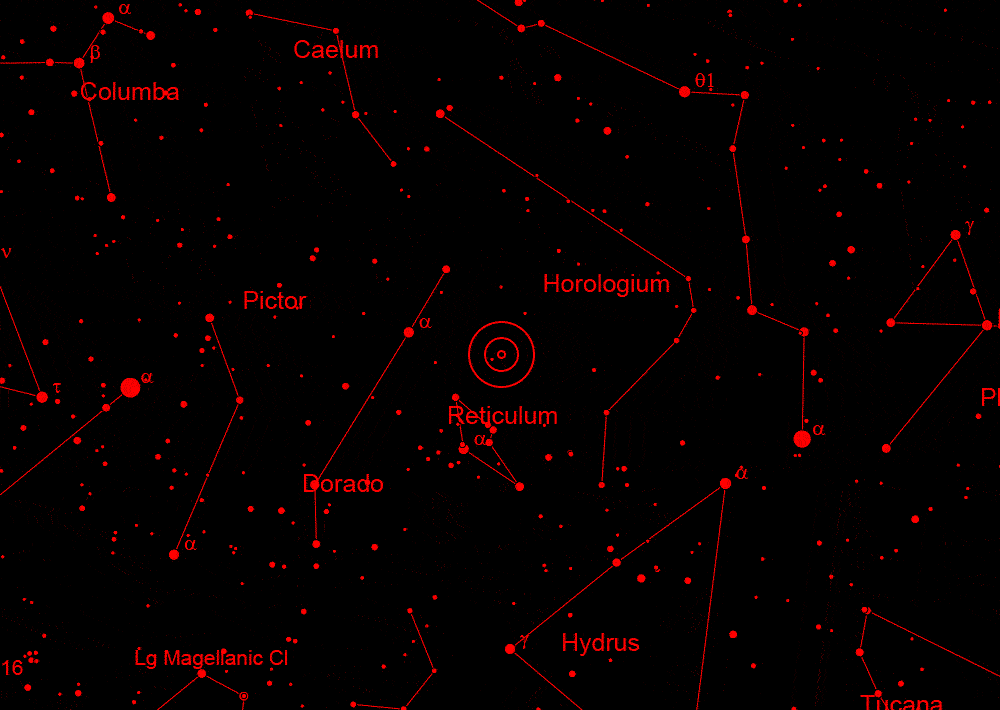 α
β
Caelum
θ1
Columba
γ
ν
Horologium
Pictor
α
τ
α
Reticulum
α
α
α
Dorado
α
γ
Hydrus
Lg Magellanic Cl
16
Tucana